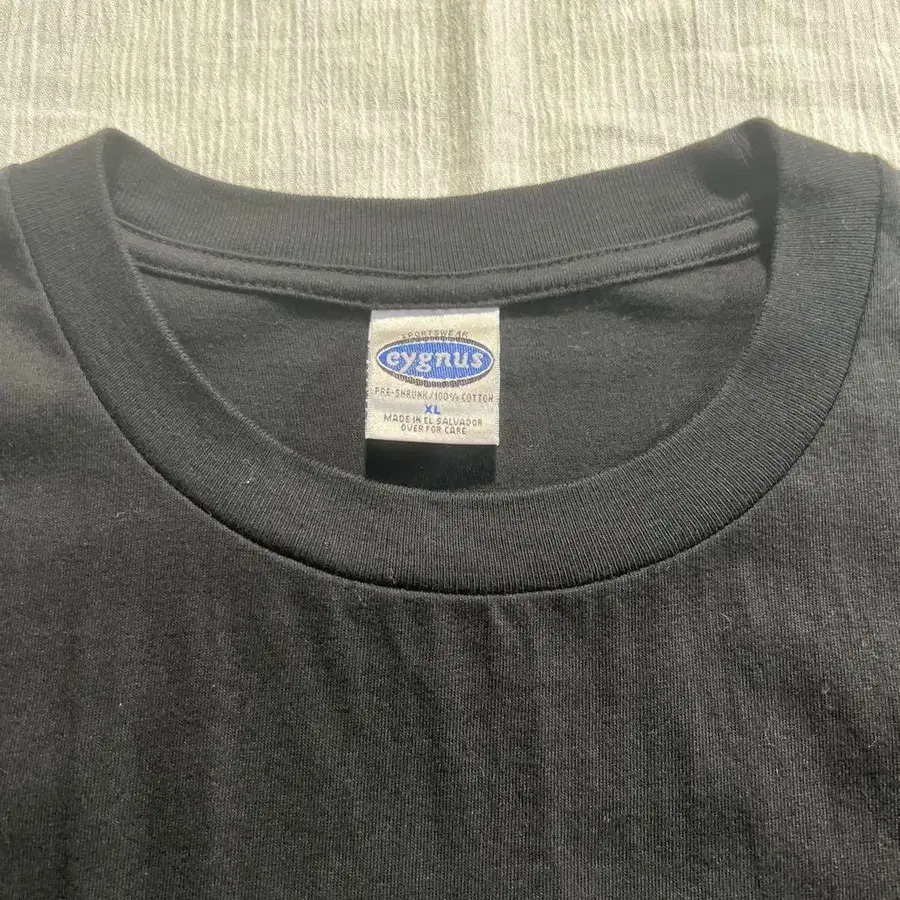 SPORTSWEAR
cygnus
PRE-SHRUNK/100% COTTON
XL
MADE IN EL SALVADOR
OVER FOR CARE